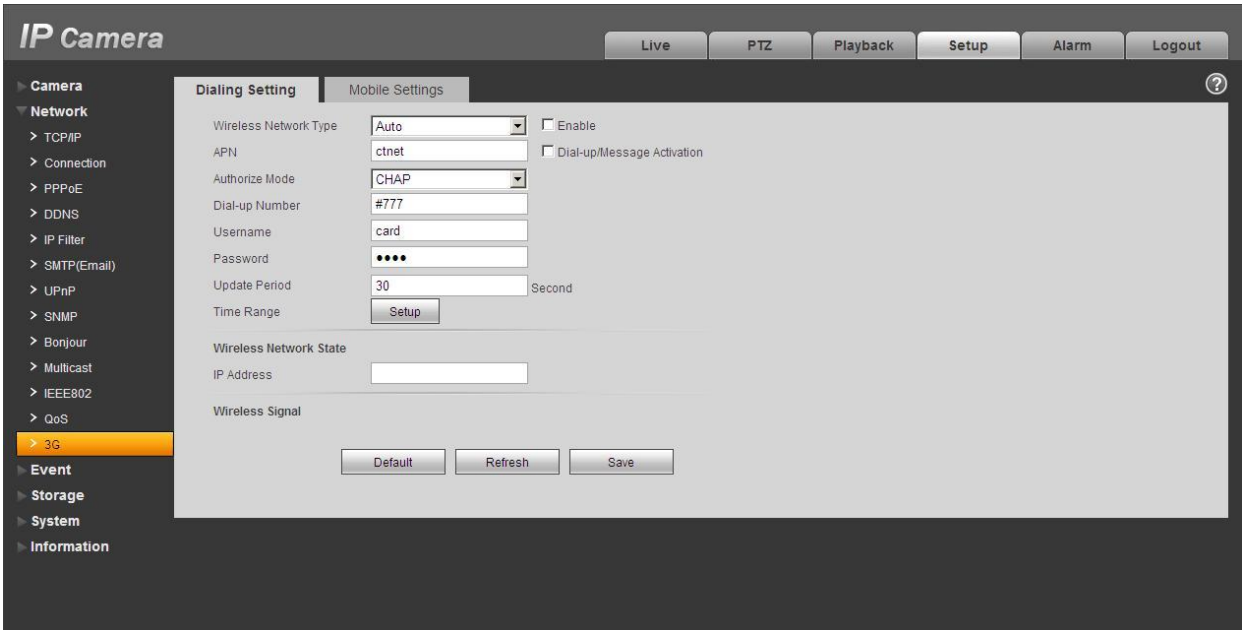 IP Camera
Live PTZ Playback Setup Alarm Logout
Camera
Network
> TCP/IP
> Connection
> PPPoE
> DDNS
> IP Filter
> SMTP(Email)
> UPnP
> SNMP
> Bonjour
> Multicast
> IEEE802
> QoS
> 3G
Event
Storage
System
Information
Dialing Setting Mobile Settings
?
Wireless Network Type Auto Enable
APN ctnet Dial-up/Message Activation
Authorize Mode CHAP
Dial-up Number #777
Username card
Password ••••
Update Period 30 Second
Time Range Setup
Wireless Network State
IP Address
Wireless Signal
Default Refresh Save